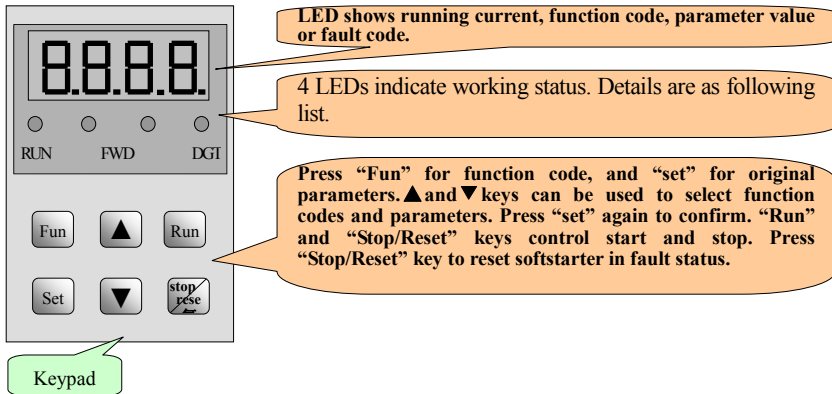 LED shows running current, function code, parameter value
or fault code.
8.8.8.8.
4 LEDs indicate working status. Details are as following
list.
RUN FWD DGT
Press “Fun” for function code, and “set” for original
parameters.▲and▼keys can be used to select function
codes and parameters. Press “set” again to confirm. “Run”
and “Stop/Reset” keys control start and stop. Press
“Stop/Reset” key to reset softstarter in fault status.
Fun ▲ Run
Set ▼ stop
rese
Keypad